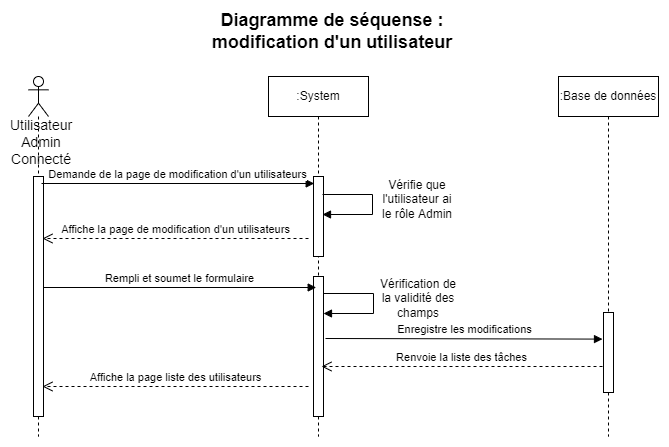 Diagramme de séquense :
modification d'un utilisateur
:System
:Base de données
Utilisateur
Admin
Connecté
Demande de la page de modification d'un utilisateurs
Vérifie que
l'utilisateur ai
le rôle Admin
Affiche la page de modification d'un utilisateurs
Rempli et soumet le formulaire
Vérification de
la validité des
champs
Enregistre les modifications
Renvoie la liste des tâches
Affiche la page liste des utilisateurs